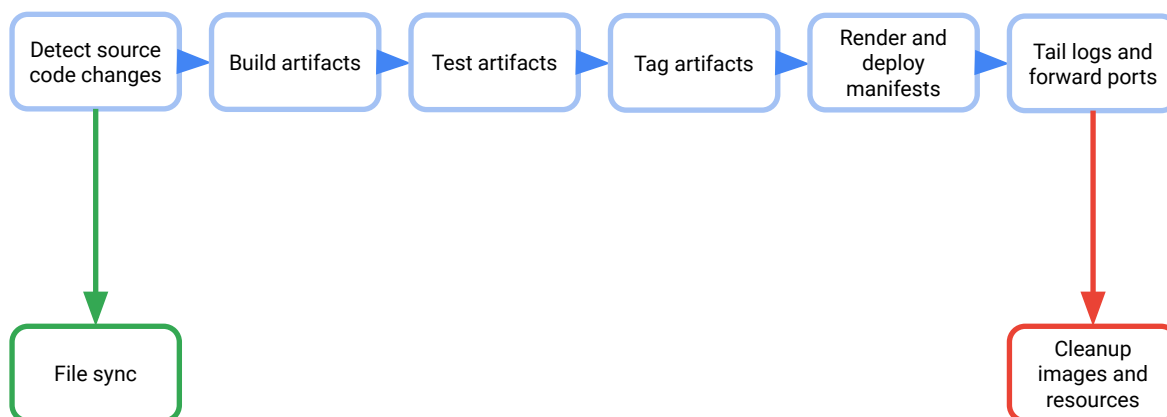 Detect source
code changes
Build artifacts
Test artifacts
Tag artifacts
Render and
deploy
manifests
Tail logs and
forward ports
File sync
Cleanup
images and
resources